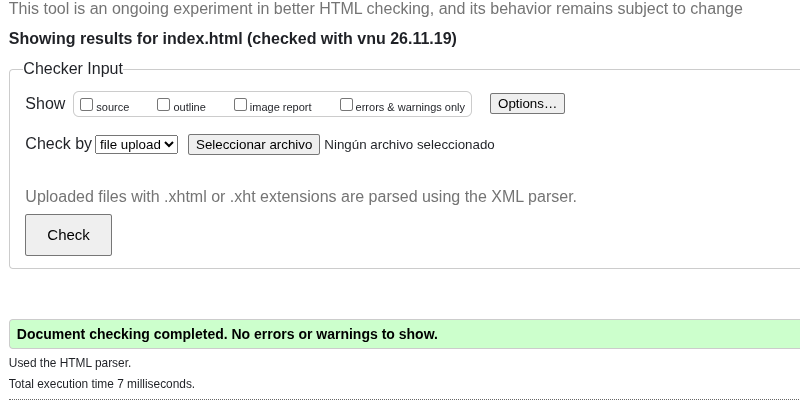 This tool is an ongoing experiment in better HTML checking, and its behavior remains subject to change
Showing results for index.html (checked with vnu 26.11.19)
Checker Input
Show source outline image report errors & warnings only Options…
Check by file upload Seleccionar archivo Ningún archivo seleccionado
Uploaded files with .xhtml or .xht extensions are parsed using the XML parser.
Check
Document checking completed. No errors or warnings to show.
Used the HTML parser.
Total execution time 7 milliseconds.